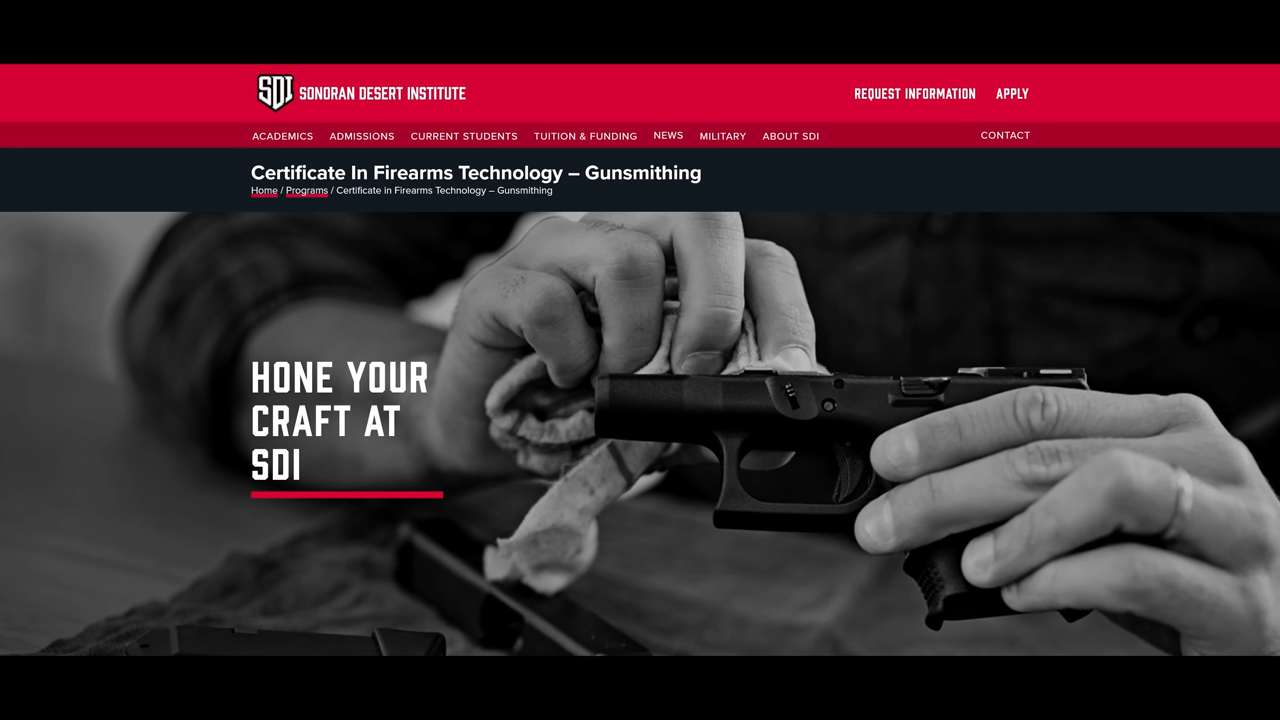 SDI SONORAN DESERT INSTITUTE
REQUEST INFORMATION APPLY
ACADEMICS ADMISSIONS CURRENT STUDENTS TUITION & FUNDING NEWS MILITARY ABOUT SDI CONTACT
Certificate In Firearms Technology – Gunsmithing
Home / Programs / Certificate in Firearms Technology – Gunsmithing
HONE YOUR
CRAFT AT
SDI